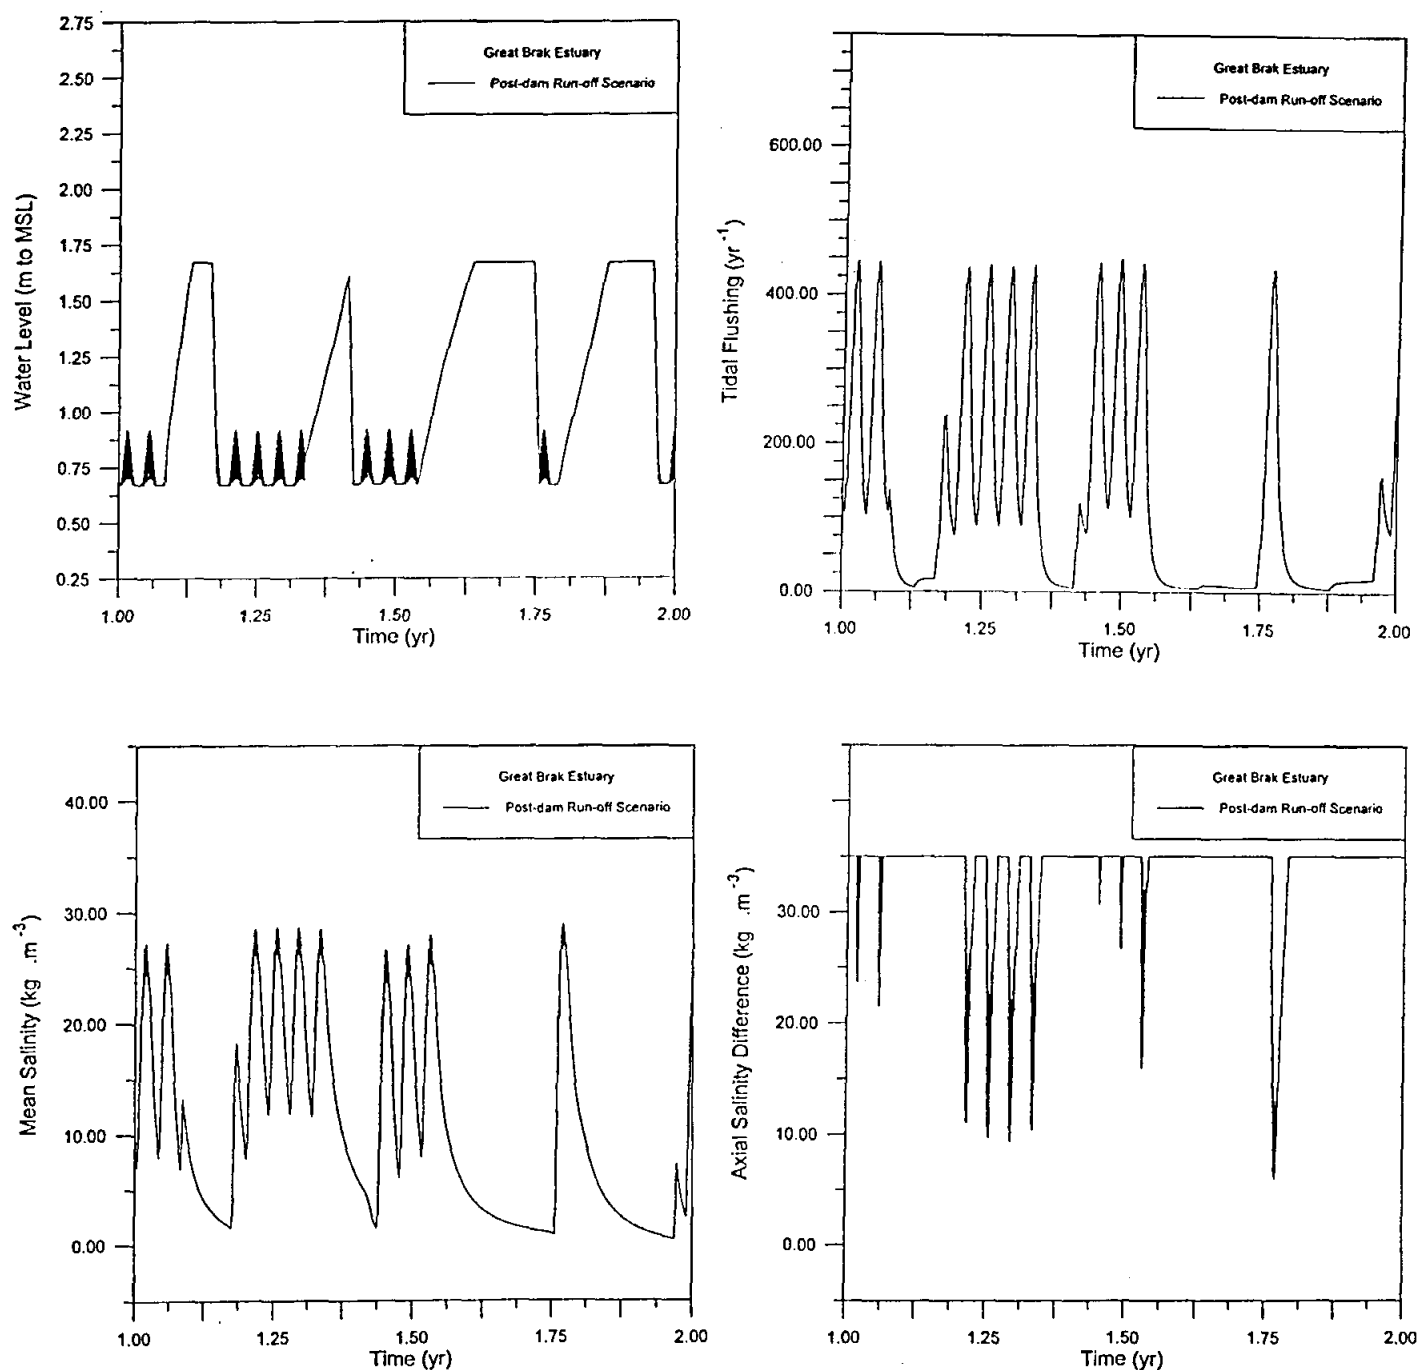 Great Brak Estuary
Post-dam Run-off Scenario
2.75
2.50
2.25
2.00
1.75
1.50
1.25
1.00
0.75
0.50
0.25
Water Level (m to MSL)
1.00
1.25
1.50
1.75
2.00
Time (yr)
Great Brak Estuary
Post-dam Run-off Scenario
600.00
400.00
200.00
0.00
Tidal Flushing (yr⁻¹)
1.00
1.25
1.50
1.75
2.00
Time (yr)
Great Brak Estuary
Post-dam Run-off Scenario
40.00
30.00
20.00
10.00
0.00
Mean Salinity (kg .m⁻³)
1.00
1.25
1.50
1.75
2.00
Time (yr)
Great Brak Estuary
Post-dam Run-off Scenario
30.00
20.00
10.00
0.00
Axial Salinity Difference (kg .m⁻³)
1.00
1.25
1.50
1.75
2.00
Time (yr)